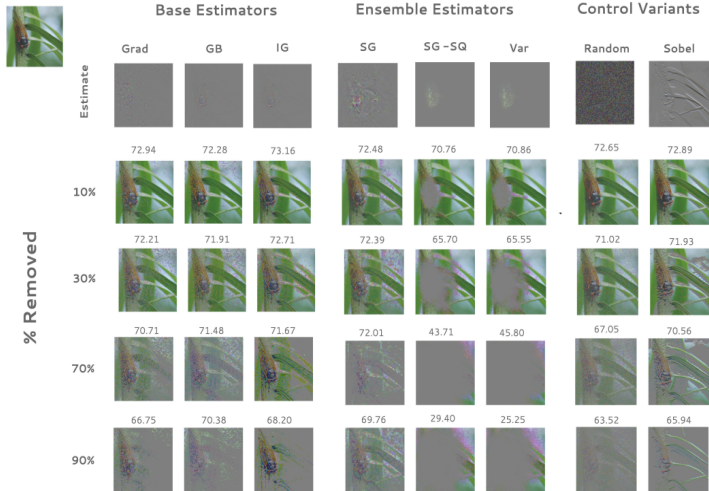 Base Estimators Ensemble Estimators Control Variants
Grad GB IG SG SG-SQ Var Random Sobel
Estimate
72.94 72.28 73.16 72.48 70.76 70.86 72.65 72.89
10%
72.21 71.91 72.71 72.39 65.70 65.55 71.02 71.93
30%
% Removed
70.71 71.48 71.67 72.01 43.71 45.80 67.05 70.56
70%
66.75 70.38 68.20 69.76 29.40 25.25 63.52 65.94
90%